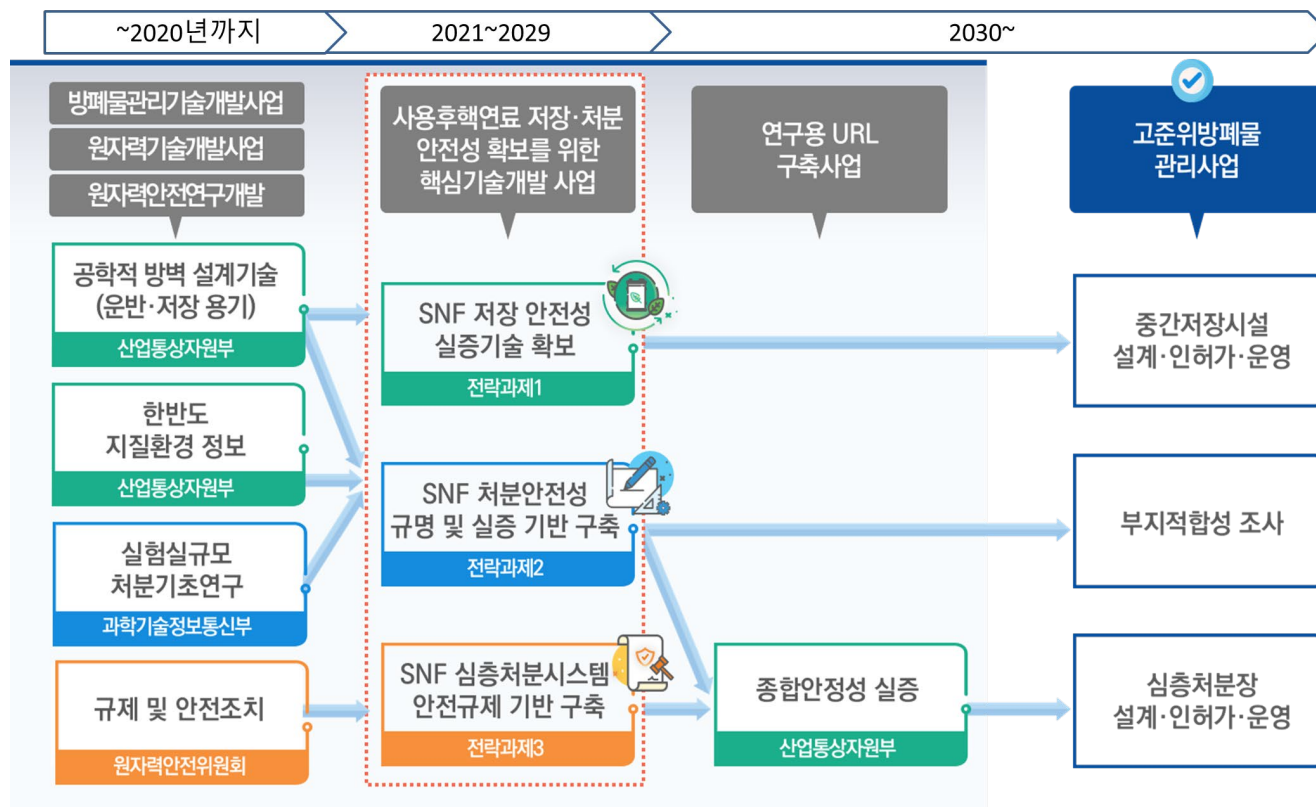 ~2020년까지
2021~2029
2030~
방폐물관리기술개발사업
원자력기술개발사업
원자력안전연구개발
사용후핵연료 저장·처분
안전성 확보를 위한
핵심기술개발 사업
연구용 URL
구축사업
고준위방폐물
관리사업
공학적 방벽 설계기술
(운반·저장 용기)
산업통상자원부
한반도
지질환경 정보
산업통상자원부
실험실규모
처분기초연구
과학기술정보통신부
규제 및 안전조치
원자력안전위원회
SNF 저장 안전성
실증기술 확보
전락과제1
SNF 처분안전성
규명 및 실증 기반 구축
전락과제2
SNF 심층처분시스템
안전규제 기반 구축
전락과제3
종합안정성 실증
산업통상자원부
중간저장시설
설계·인허가·운영
부지적합성 조사
심층처분장
설계·인허가·운영